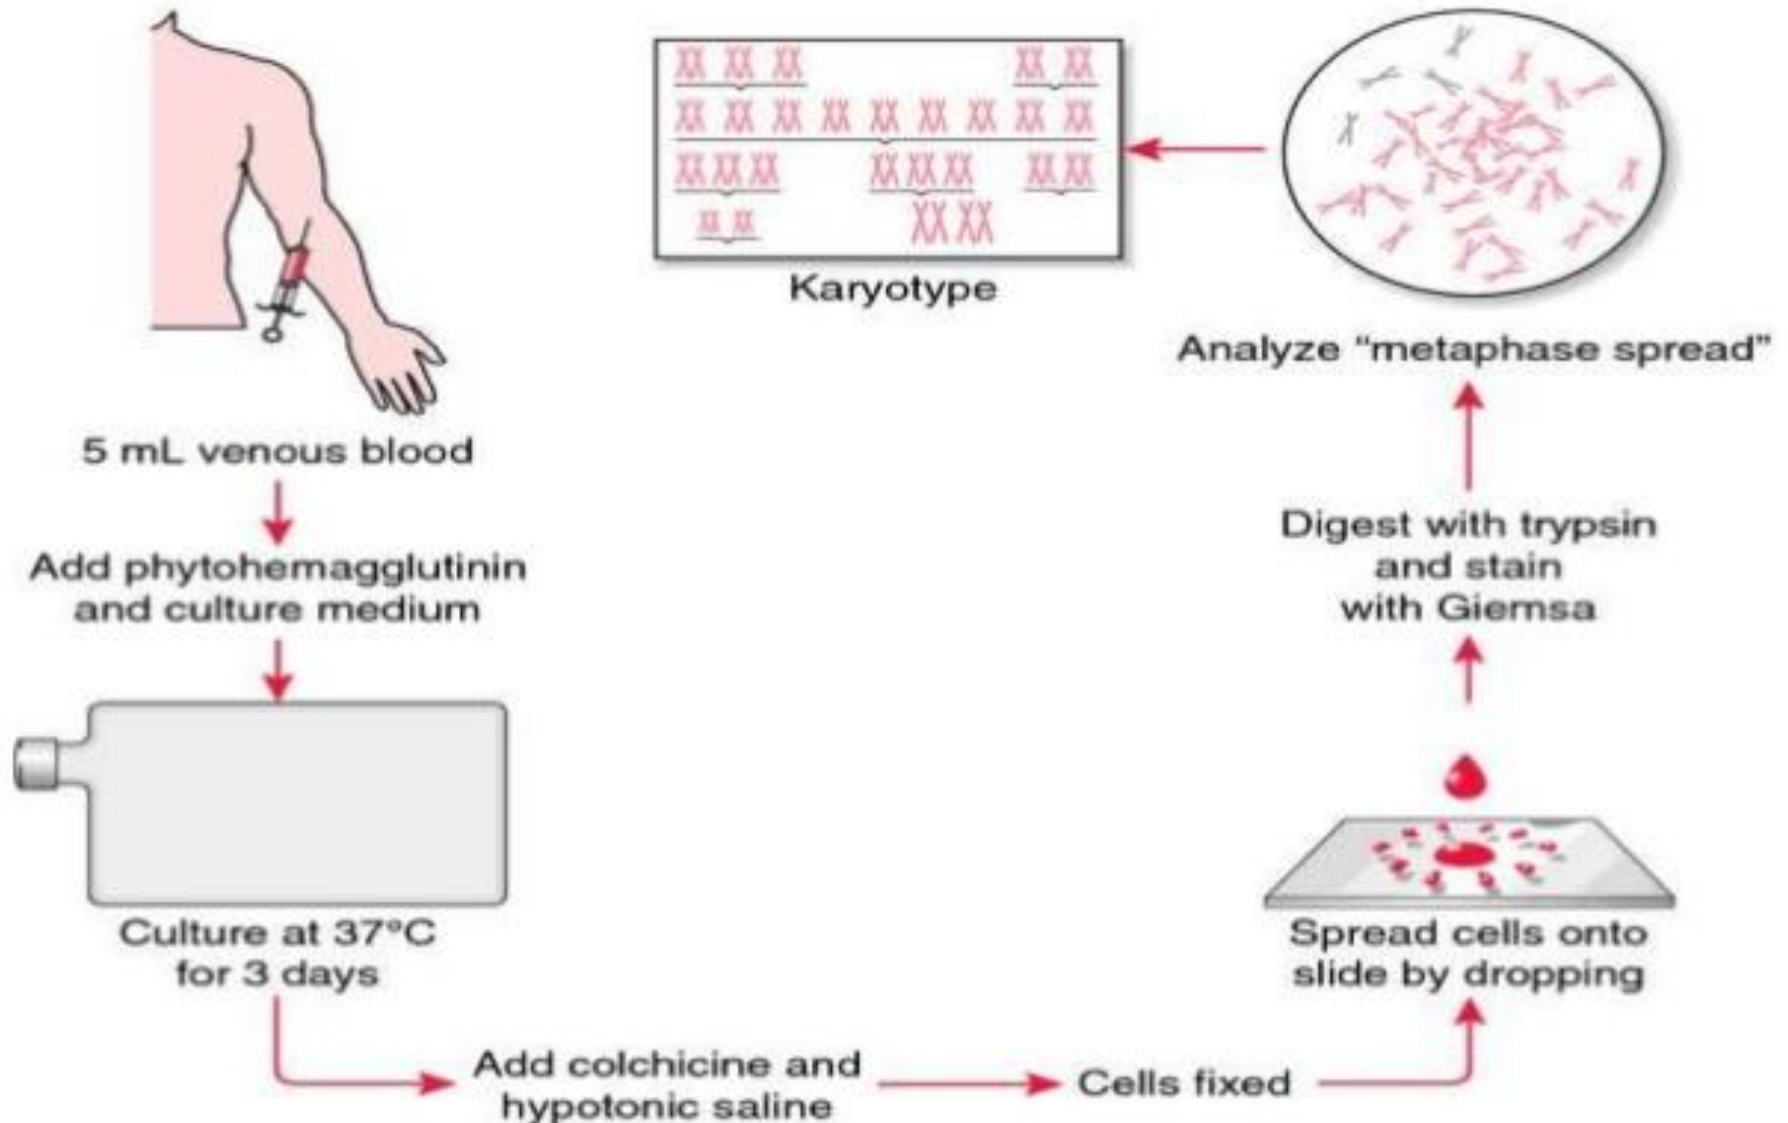 5 mL venous blood
Add phytohemagglutinin
and culture medium
Culture at 37°C
for 3 days
Add colchicine and
hypotonic saline
Cells fixed
Spread cells onto
slide by dropping
Digest with trypsin
and stain
with Giemsa
Analyze “metaphase spread”
Karyotype